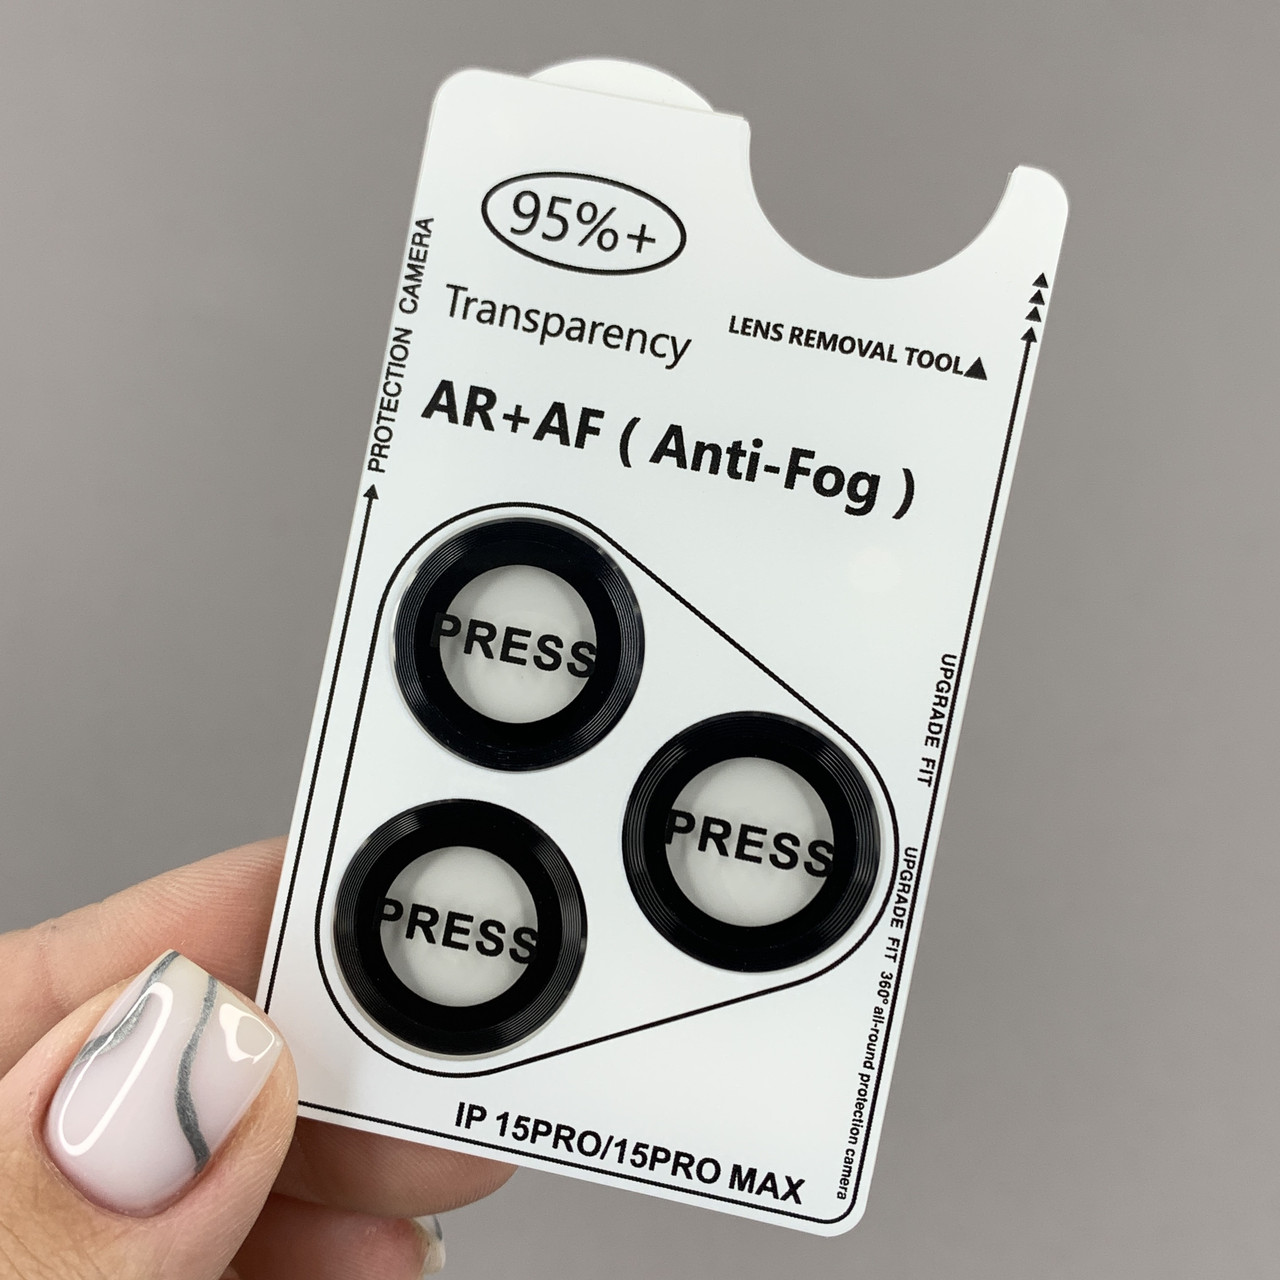 95%+
Transparency
LENS REMOVAL TOOL▲
AR+AF ( Anti-Fog )
PROTECTION CAMERA
PRESS
PRESS
PRESS
UPGRADE FIT
UPGRADE FIT 360° all-round protection camera
IP 15PRO/15PRO MAX